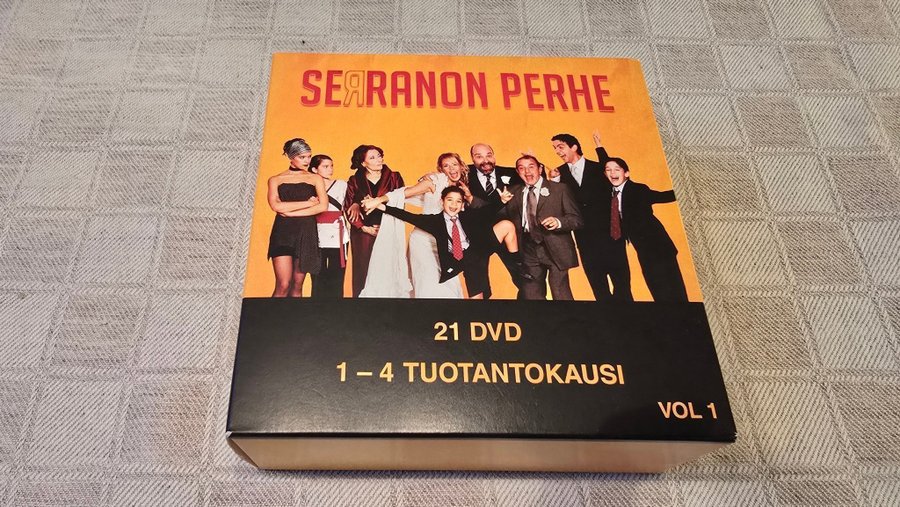 SERRANON PERHE
21 DVD
1 – 4 TUOTANTOKAUSI
VOL 1